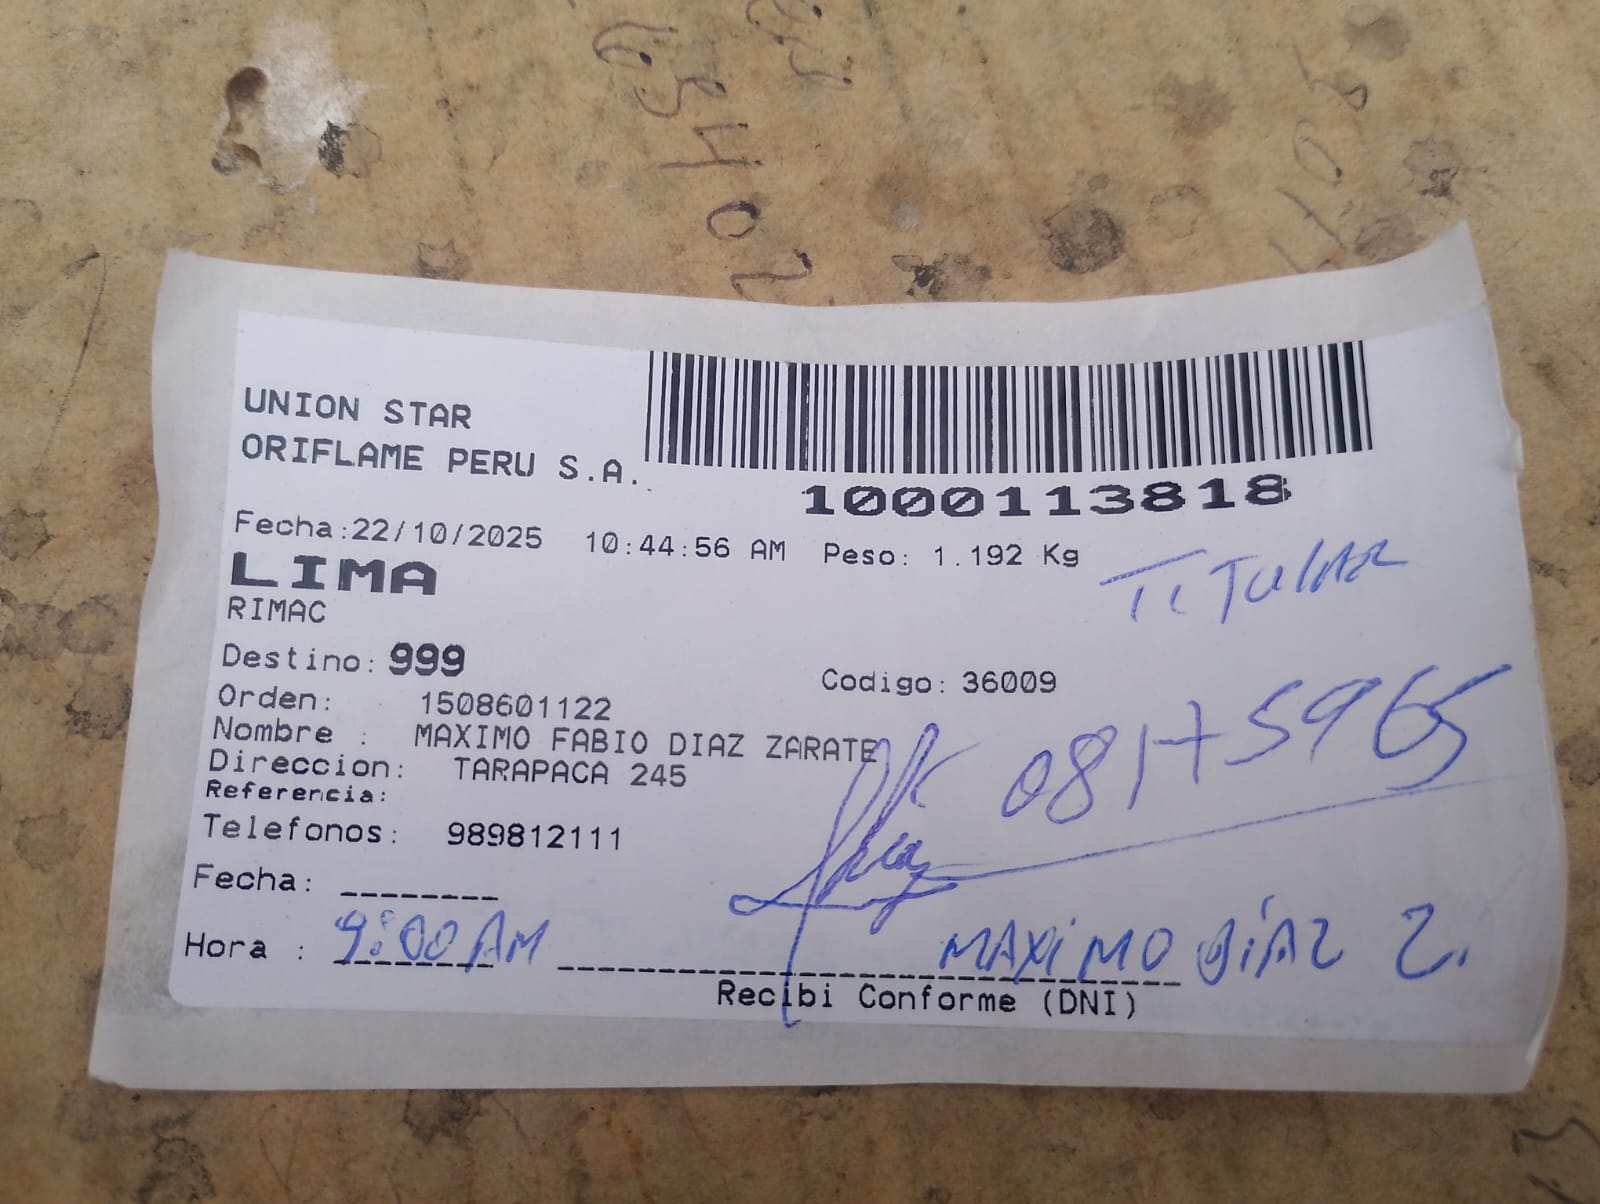 UNION STAR
ORIFLAME PERU S.A.
1000113818
Fecha:22/10/2025 10:44:56 AM Peso: 1.192 Kg
LIMA
RIMAC
TITULAR
Destino: 999
Codigo: 36009
Orden: 1508601122
Nombre : MAXIMO FABIO DIAZ ZARATE
Direccion: TARAPACA 245
Referencia:
08175965
Telefonos: 989812111
Fecha: --------
Hora : 9:00 AM
MAXIMO DÍAZ Z.
Recibi Conforme (DNI)